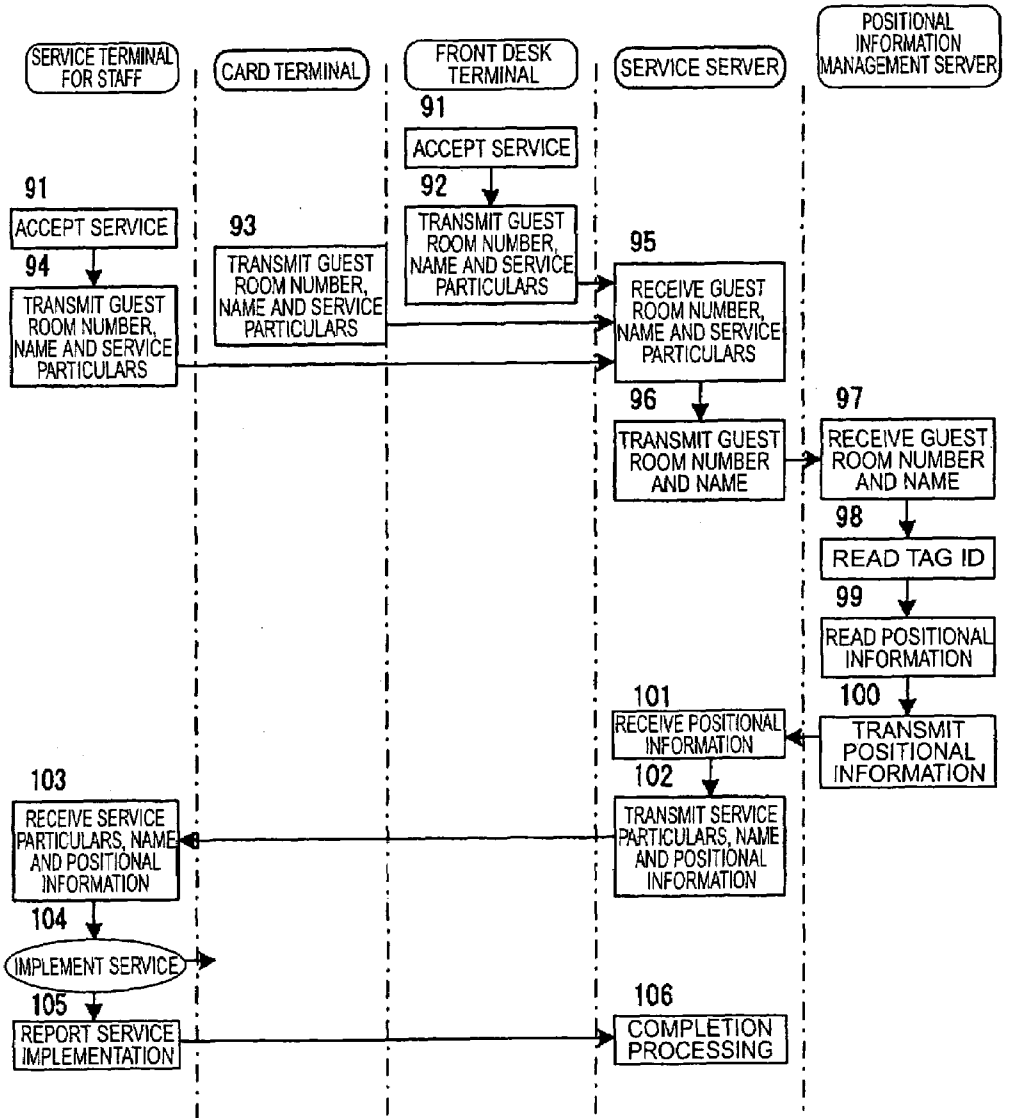 SERVICE TERMINAL
FOR STAFF
CARD TERMINAL
FRONT DESK
TERMINAL
SERVICE SERVER
POSITIONAL
INFORMATION
MANAGEMENT SERVER
91
ACCEPT SERVICE
91
ACCEPT SERVICE
92
TRANSMIT GUEST
ROOM NUMBER,
NAME AND SERVICE
PARTICULARS
93
TRANSMIT GUEST
ROOM NUMBER,
NAME AND SERVICE
PARTICULARS
94
TRANSMIT GUEST
ROOM NUMBER,
NAME AND SERVICE
PARTICULARS
95
RECEIVE GUEST
ROOM NUMBER,
NAME AND SERVICE
PARTICULARS
96
TRANSMIT GUEST
ROOM NUMBER
AND NAME
97
RECEIVE GUEST
ROOM NUMBER
AND NAME
98
READ TAG ID
99
READ POSITIONAL
INFORMATION
100
TRANSMIT
POSITIONAL
INFORMATION
101
RECEIVE POSITIONAL
INFORMATION
102
TRANSMIT SERVICE
PARTICULARS, NAME
AND POSITIONAL
INFORMATION
103
RECEIVE SERVICE
PARTICULARS, NAME
AND POSITIONAL
INFORMATION
104
IMPLEMENT SERVICE
105
REPORT SERVICE
IMPLEMENTATION
106
COMPLETION
PROCESSING